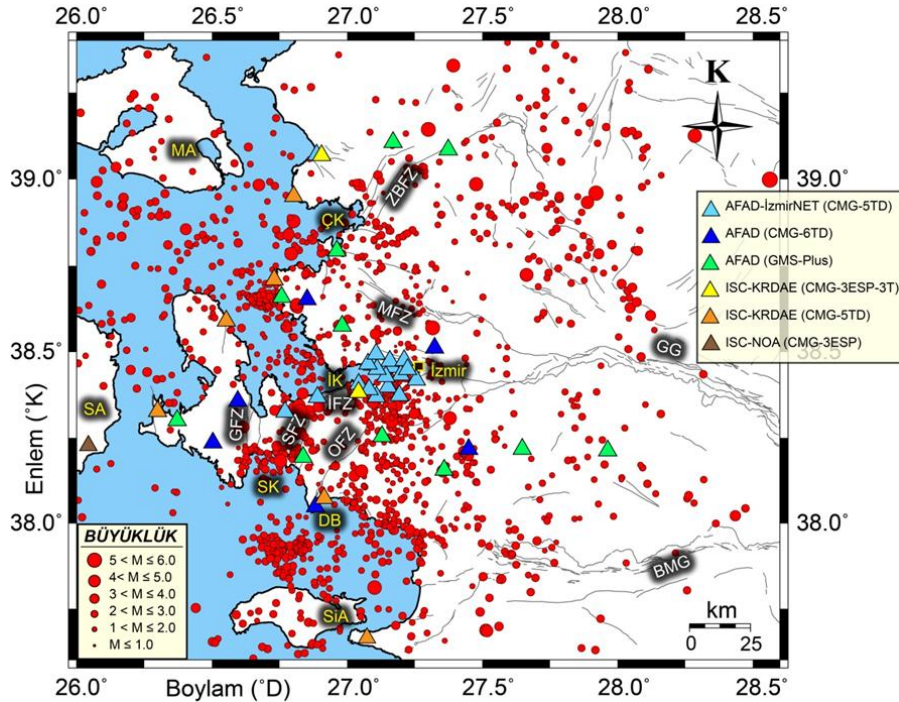 26.0˚
26.5˚
27.0˚
27.5˚
28.0˚
28.5˚
K
39.0˚
MA
ÇK
ZBFZ
39.0˚
AFAD-İzmirNET (CMG-5TD)
AFAD (CMG-6TD)
AFAD (GMS-Plus)
ISC-KRDAE (CMG-3ESP-3T)
ISC-KRDAE (CMG-5TD)
ISC-NOA (CMG-3ESP)
MFZ
GG
38.5˚
38.5
İzmir
İK
İFZ
SA
GFZ
SFZ
OFZ
SK
DB
Enlem (˚K)
38.0˚
38.0˚
BÜYÜKLÜK
5 < M ≤ 6.0
4< M ≤ 5.0
3 < M ≤ 4.0
2 < M ≤ 3.0
1 < M ≤ 2.0
M ≤ 1.0
BMG
SiA
km
0 25
26.0˚
Boylam (˚D)
26.5˚
27.0˚
27.5˚
28.0˚
28.5˚